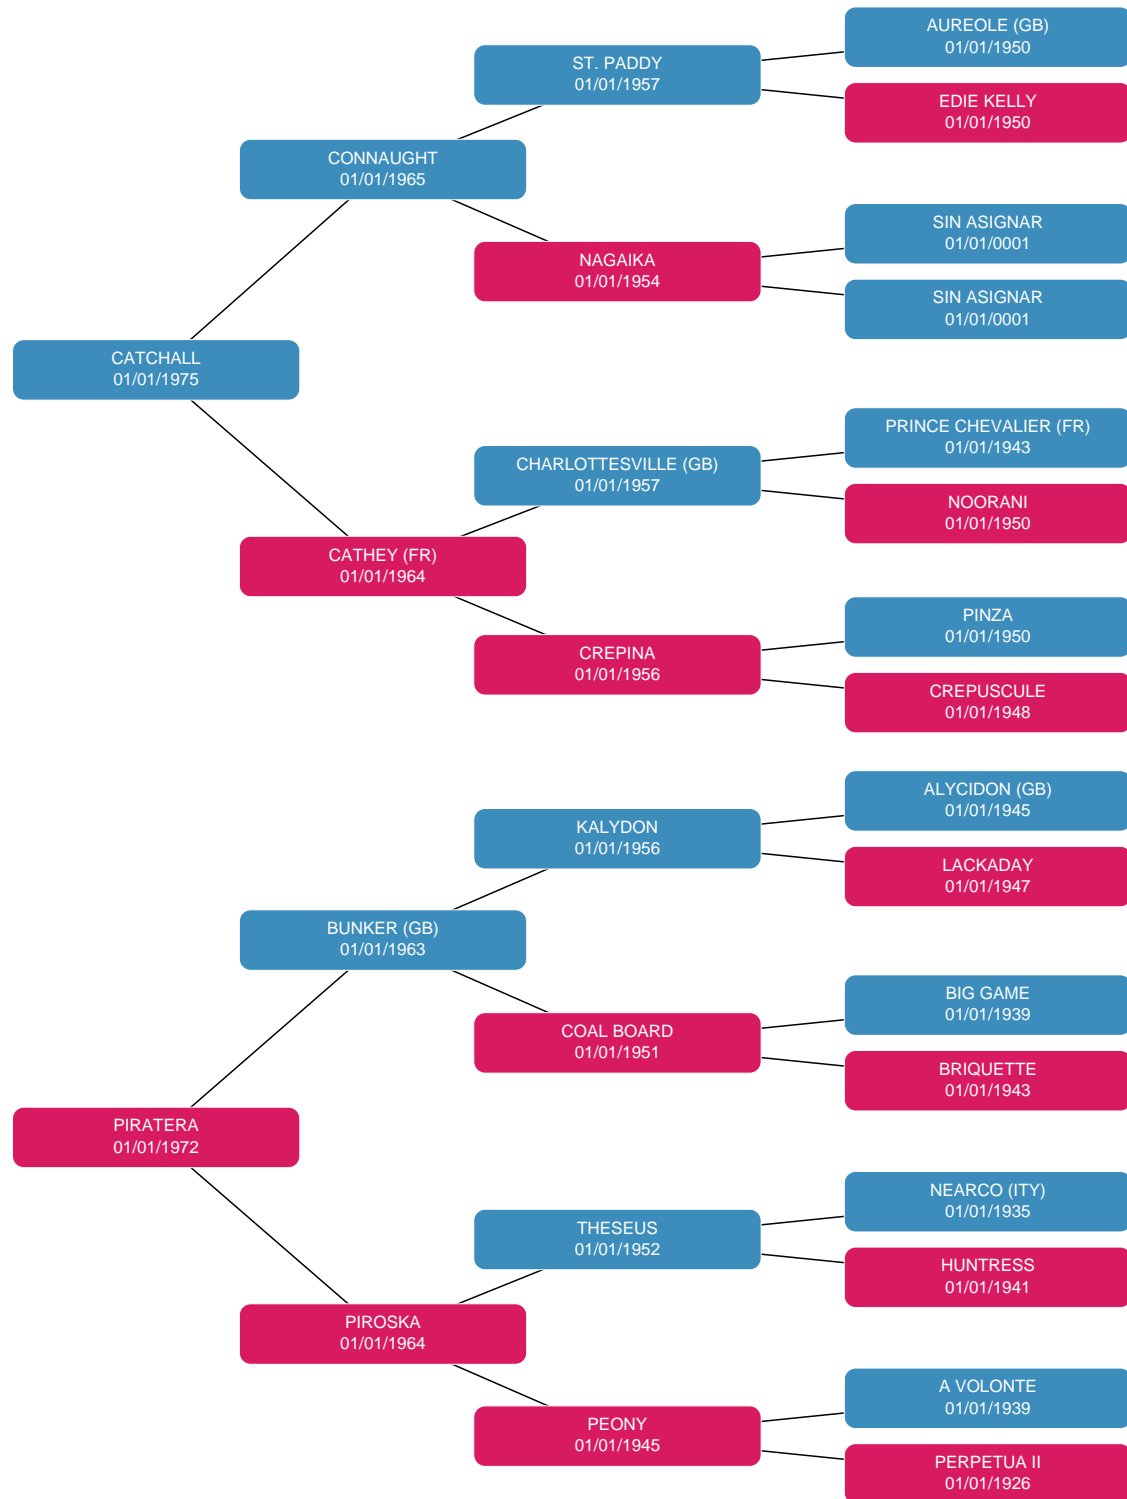 AUREOLE (GB)
01/01/1950
ST. PADDY
01/01/1957
EDIE KELLY
01/01/1950
CONNAUGHT
01/01/1965
SIN ASIGNAR
01/01/0001
NAGAIKA
01/01/1954
SIN ASIGNAR
01/01/0001
CATCHALL
01/01/1975
PRINCE CHEVALIER (FR)
01/01/1943
CHARLOTTESVILLE (GB)
01/01/1957
NOORANI
01/01/1950
CATHEY (FR)
01/01/1964
PINZA
01/01/1950
CREPINA
01/01/1956
CREPUSCULE
01/01/1948
ALYCIDON (GB)
01/01/1945
KALYDON
01/01/1956
LACKADAY
01/01/1947
BUNKER (GB)
01/01/1963
BIG GAME
01/01/1939
COAL BOARD
01/01/1951
BRIQUETTE
01/01/1943
PIRATERA
01/01/1972
NEARCO (ITY)
01/01/1935
THESEUS
01/01/1952
HUNTRESS
01/01/1941
PIROSKA
01/01/1964
A VOLONTE
01/01/1939
PEONY
01/01/1945
PERPETUA II
01/01/1926